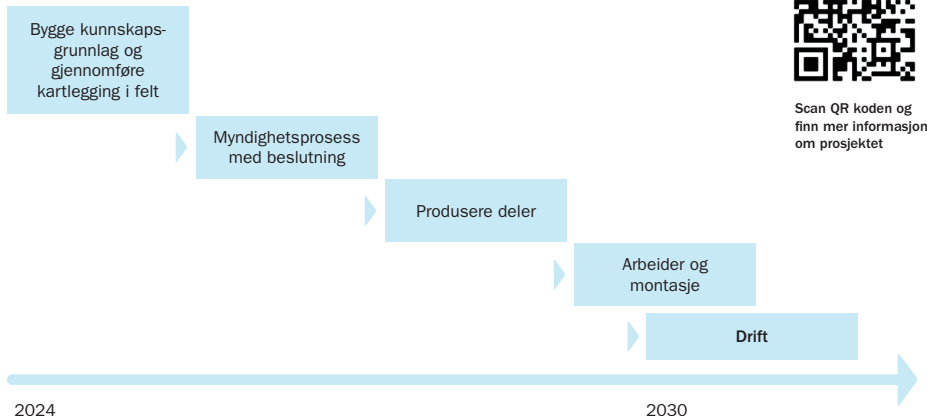 Bygge kunnskaps-
grunnlag og
gjennomføre
kartlegging i felt
Myndighetsprosess
med beslutning
Produsere deler
Arbeider og
montasje
Drift
2024
2030
Scan QR koden og
finn mer informasjon
om prosjektet